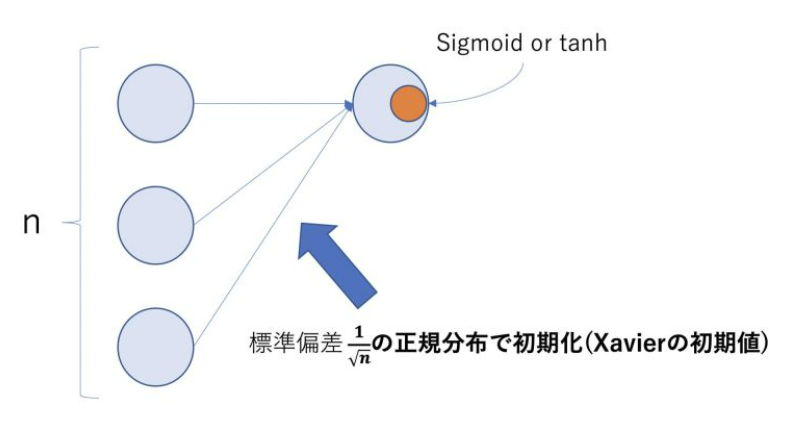 Sigmoid or tanh
n
標準偏差 1/√n の正規分布で初期化(Xavierの初期値)